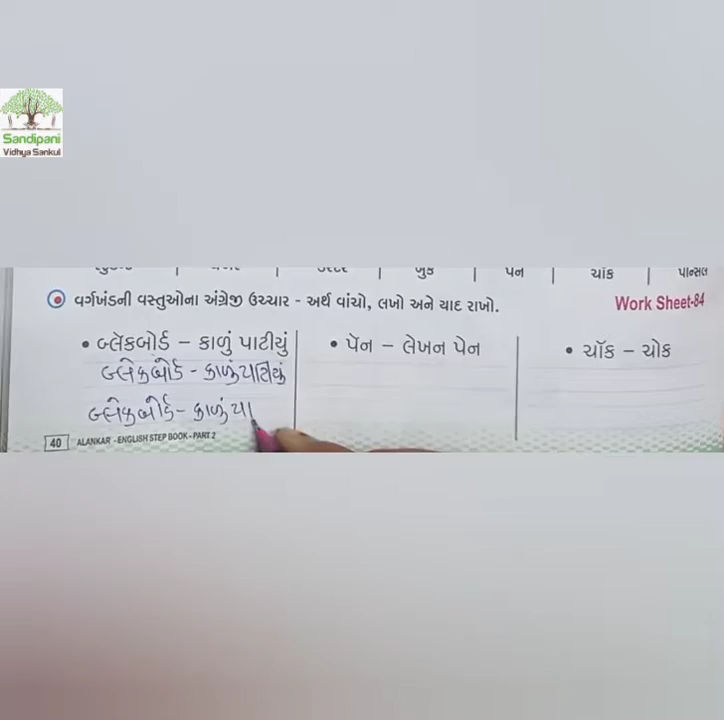 Sandipani
Vidhya Sankul
બુક | પેન | ચૉક | પેન્સિલ
વર્ગખંડની વસ્તુઓના અંગ્રેજી ઉચ્ચાર - અર્થ વાંચો, લખો અને યાદ રાખો. Work Sheet-84
• બ્લૅકબોર્ડ – કાળું પાટીયું
• પૅન – લેખન પેન
• ચૉક – ચોક
બ્લેકબોર્ડ - કાળું પાટિયું
બ્લેકબોર્ડ - કાળું પા
40 ALANKAR - ENGLISH STEP BOOK - PART 2